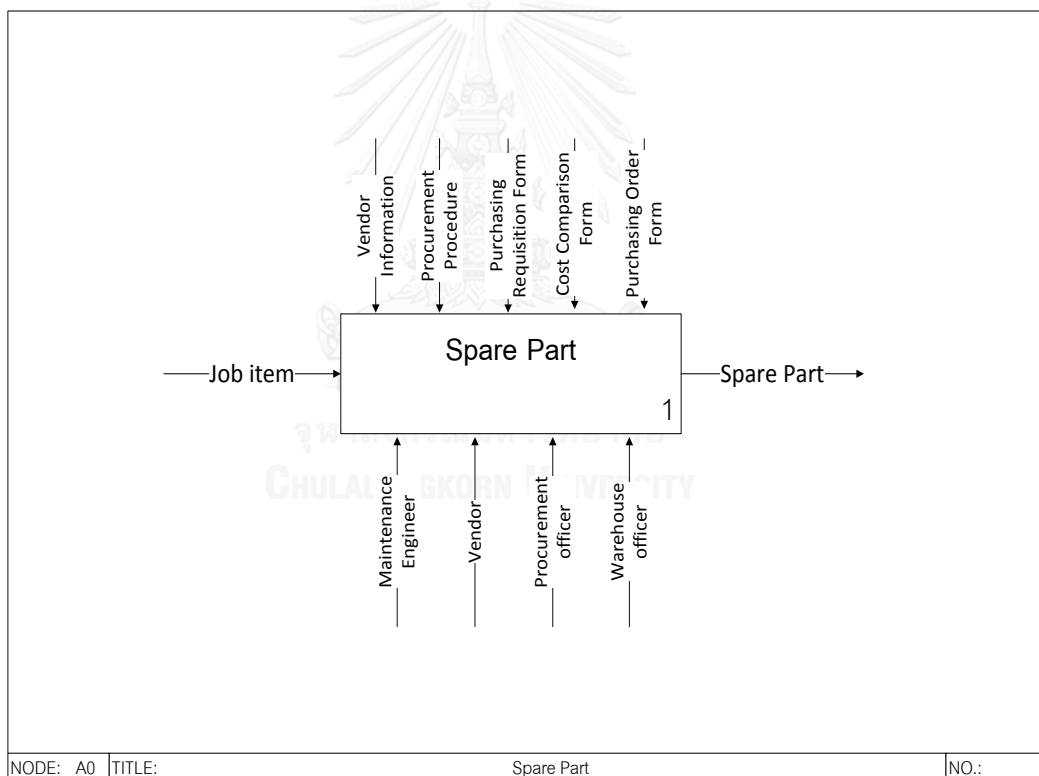 Vendor
Information
Procurement
Procedure
Purchasing
Requisition Form
Cost Comparison
Form
Purchasing Order
Form
Spare Part
Job item
Spare Part
1
Maintenance
Engineer
Vendor
Procurement
officer
Warehouse
officer
NODE: A0 TITLE: Spare Part NO.: